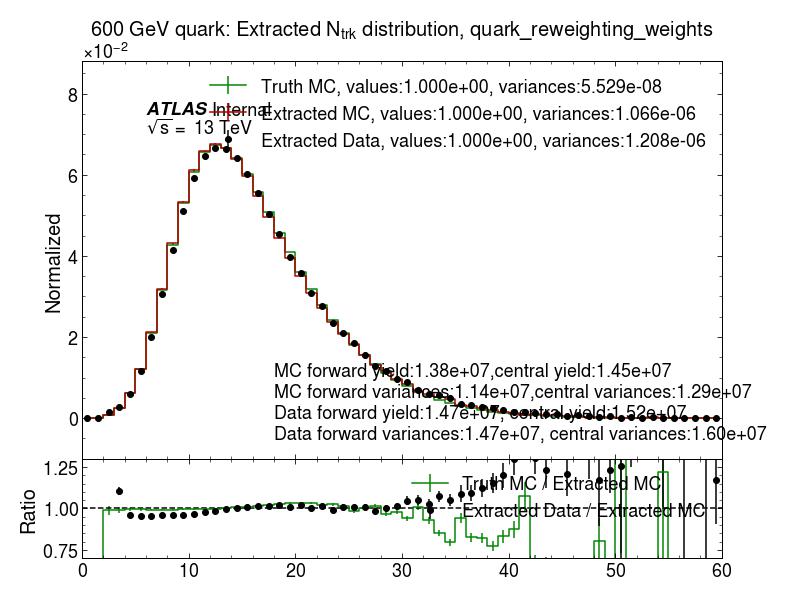 600 GeV quark: Extracted N_trk distribution, quark_reweighting_weights
×10⁻²
Truth MC, values:1.000e+00, variances:5.529e-08
ATLAS Internal
Extracted MC, values:1.000e+00, variances:1.066e-06
√s = 13 TeV
Extracted Data, values:1.000e+00, variances:1.208e-06
8
6
4
2
0
Normalized
MC forward yield:1.38e+07,central yield:1.45e+07
MC forward variances:1.14e+07,central variances:1.29e+07
Data forward yield:1.47e+07, central yield:1.52e+07
Data forward variances:1.47e+07, central variances:1.60e+07
1.25
1.00
0.75
Ratio
Truth MC / Extracted MC
Extracted Data / Extracted MC
0 10 20 30 40 50 60